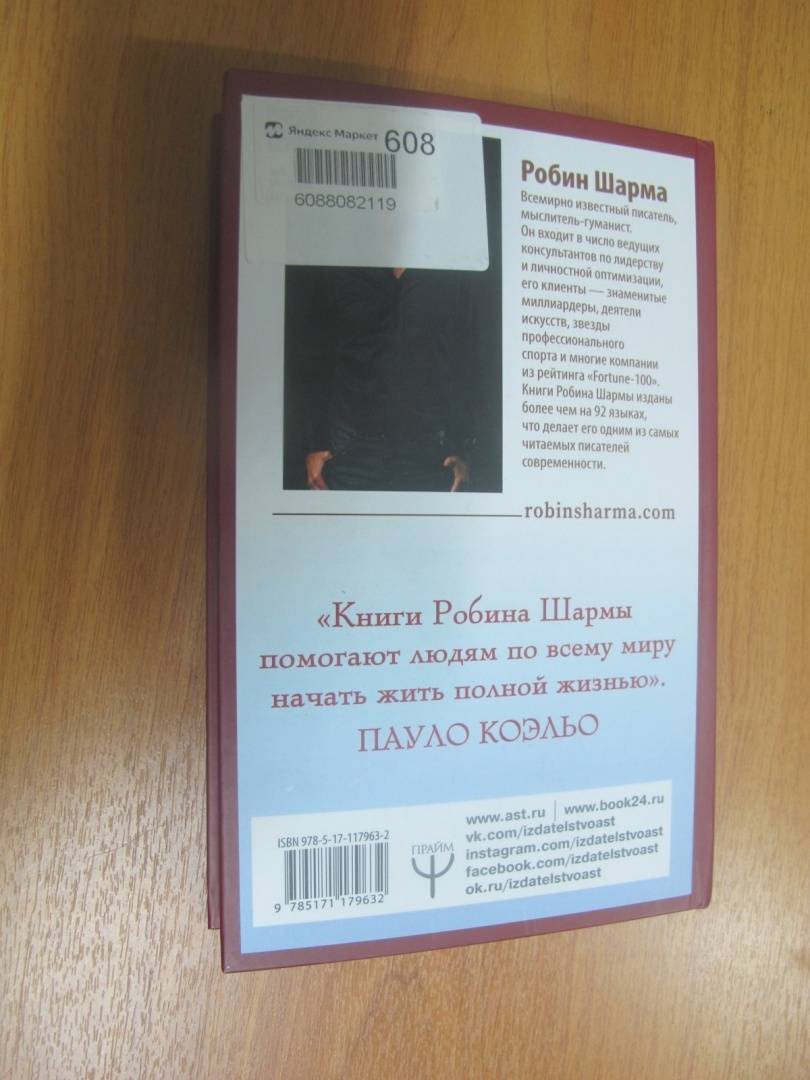 Яндекс Маркет 608
6088082119
Робин Шарма
Всемирно известный писатель,
мыслитель-гуманист.
Он входит в число ведущих
консультантов по лидерству
и личностной оптимизации,
его клиенты — знаменитые
миллиардеры, деятели
искусств, звезды
профессионального
спорта и многие компании
из рейтинга «Fortune-100».
Книги Робина Шармы изданы
более чем на 92 языках,
что делает его одним из самых
читаемых писателей
современности.
robinsharma.com
«Книги Робина Шармы
помогают людям по всему миру
начать жить полной жизнью».
ПАУЛО КОЭЛЬО
ISBN 978-5-17-117963-2
9 785171 179632
ПРАЙМ
www.ast.ru | www.book24.ru
vk.com/izdatelstvoast
instagram.com/izdatelstvoast
facebook.com/izdatelstvoast
ok.ru/izdatelstvoast